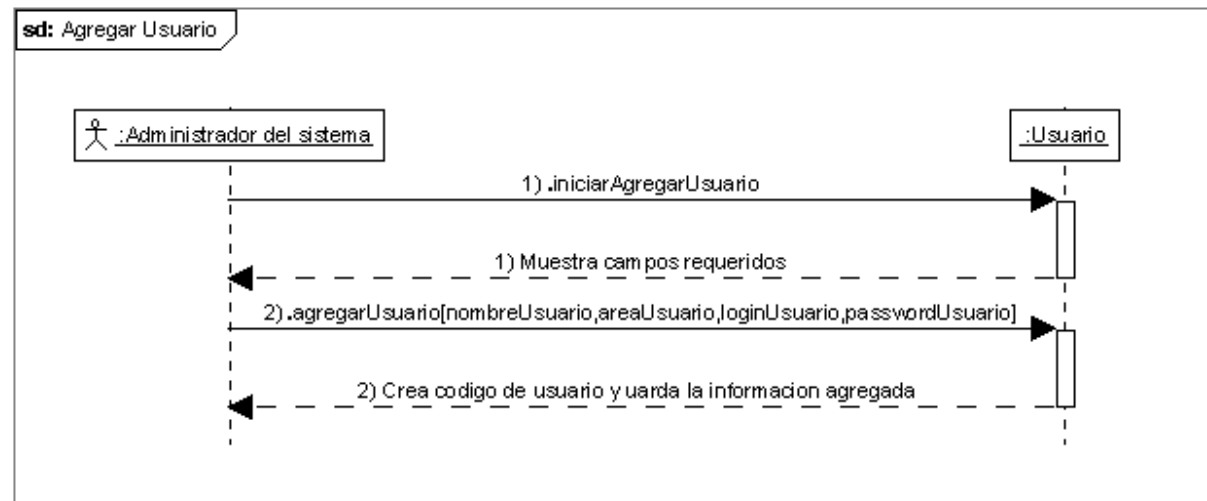 sd: Agregar Usuario
:Administrador del sistema
:Usuario
1) .iniciarAgregarUsuario
1) Muestra campos requeridos
2).agregarUsuario[nombreUsuario,areaUsuario,loginUsuario,passwordUsuario]
2) Crea codigo de usuario y uarda la informacion agregada